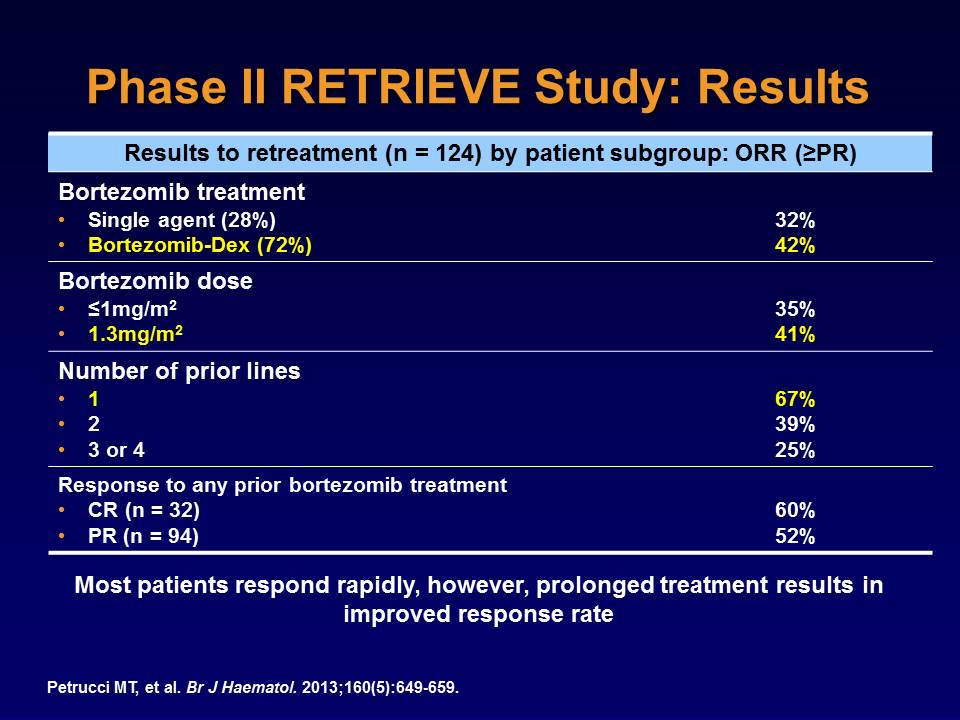 Phase II RETRIEVE Study: Results
Results to retreatment (n = 124) by patient subgroup: ORR (≥PR)
Bortezomib treatment
• Single agent (28%) 32%
• Bortezomib-Dex (72%) 42%
Bortezomib dose
• ≤1mg/m² 35%
• 1.3mg/m² 41%
Number of prior lines
• 1 67%
• 2 39%
• 3 or 4 25%
Response to any prior bortezomib treatment
• CR (n = 32) 60%
• PR (n = 94) 52%
Most patients respond rapidly, however, prolonged treatment results in
improved response rate
Petrucci MT, et al. Br J Haematol. 2013;160(5):649-659.